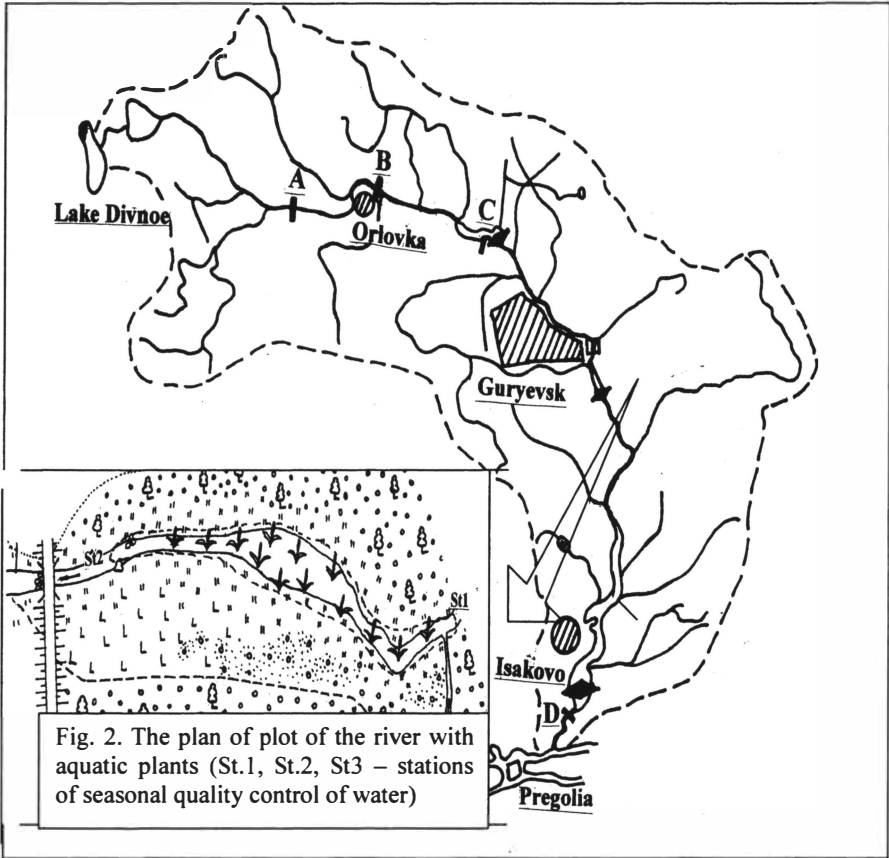 A
B
C
Lake Divnoe
Orlovka
Guryevsk
St2
St1
Isakovo
D
Fig. 2. The plan of plot of the river with
aquatic plants (St.1, St.2, St3 – stations
of seasonal quality control of water)
Pregolia